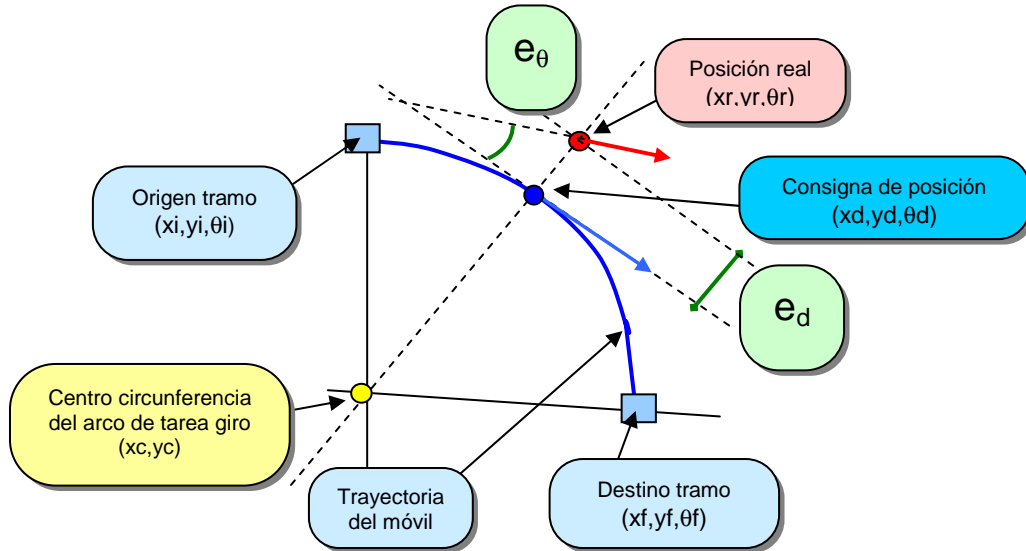 eθ
Posición real
(xr,yr,θr)
Origen tramo
(xi,yi,θi)
Consigna de posición
(xd,yd,θd)
ed
Centro circunferencia
del arco de tarea giro
(xc,yc)
Trayectoria
del móvil
Destino tramo
(xf,yf,θf)